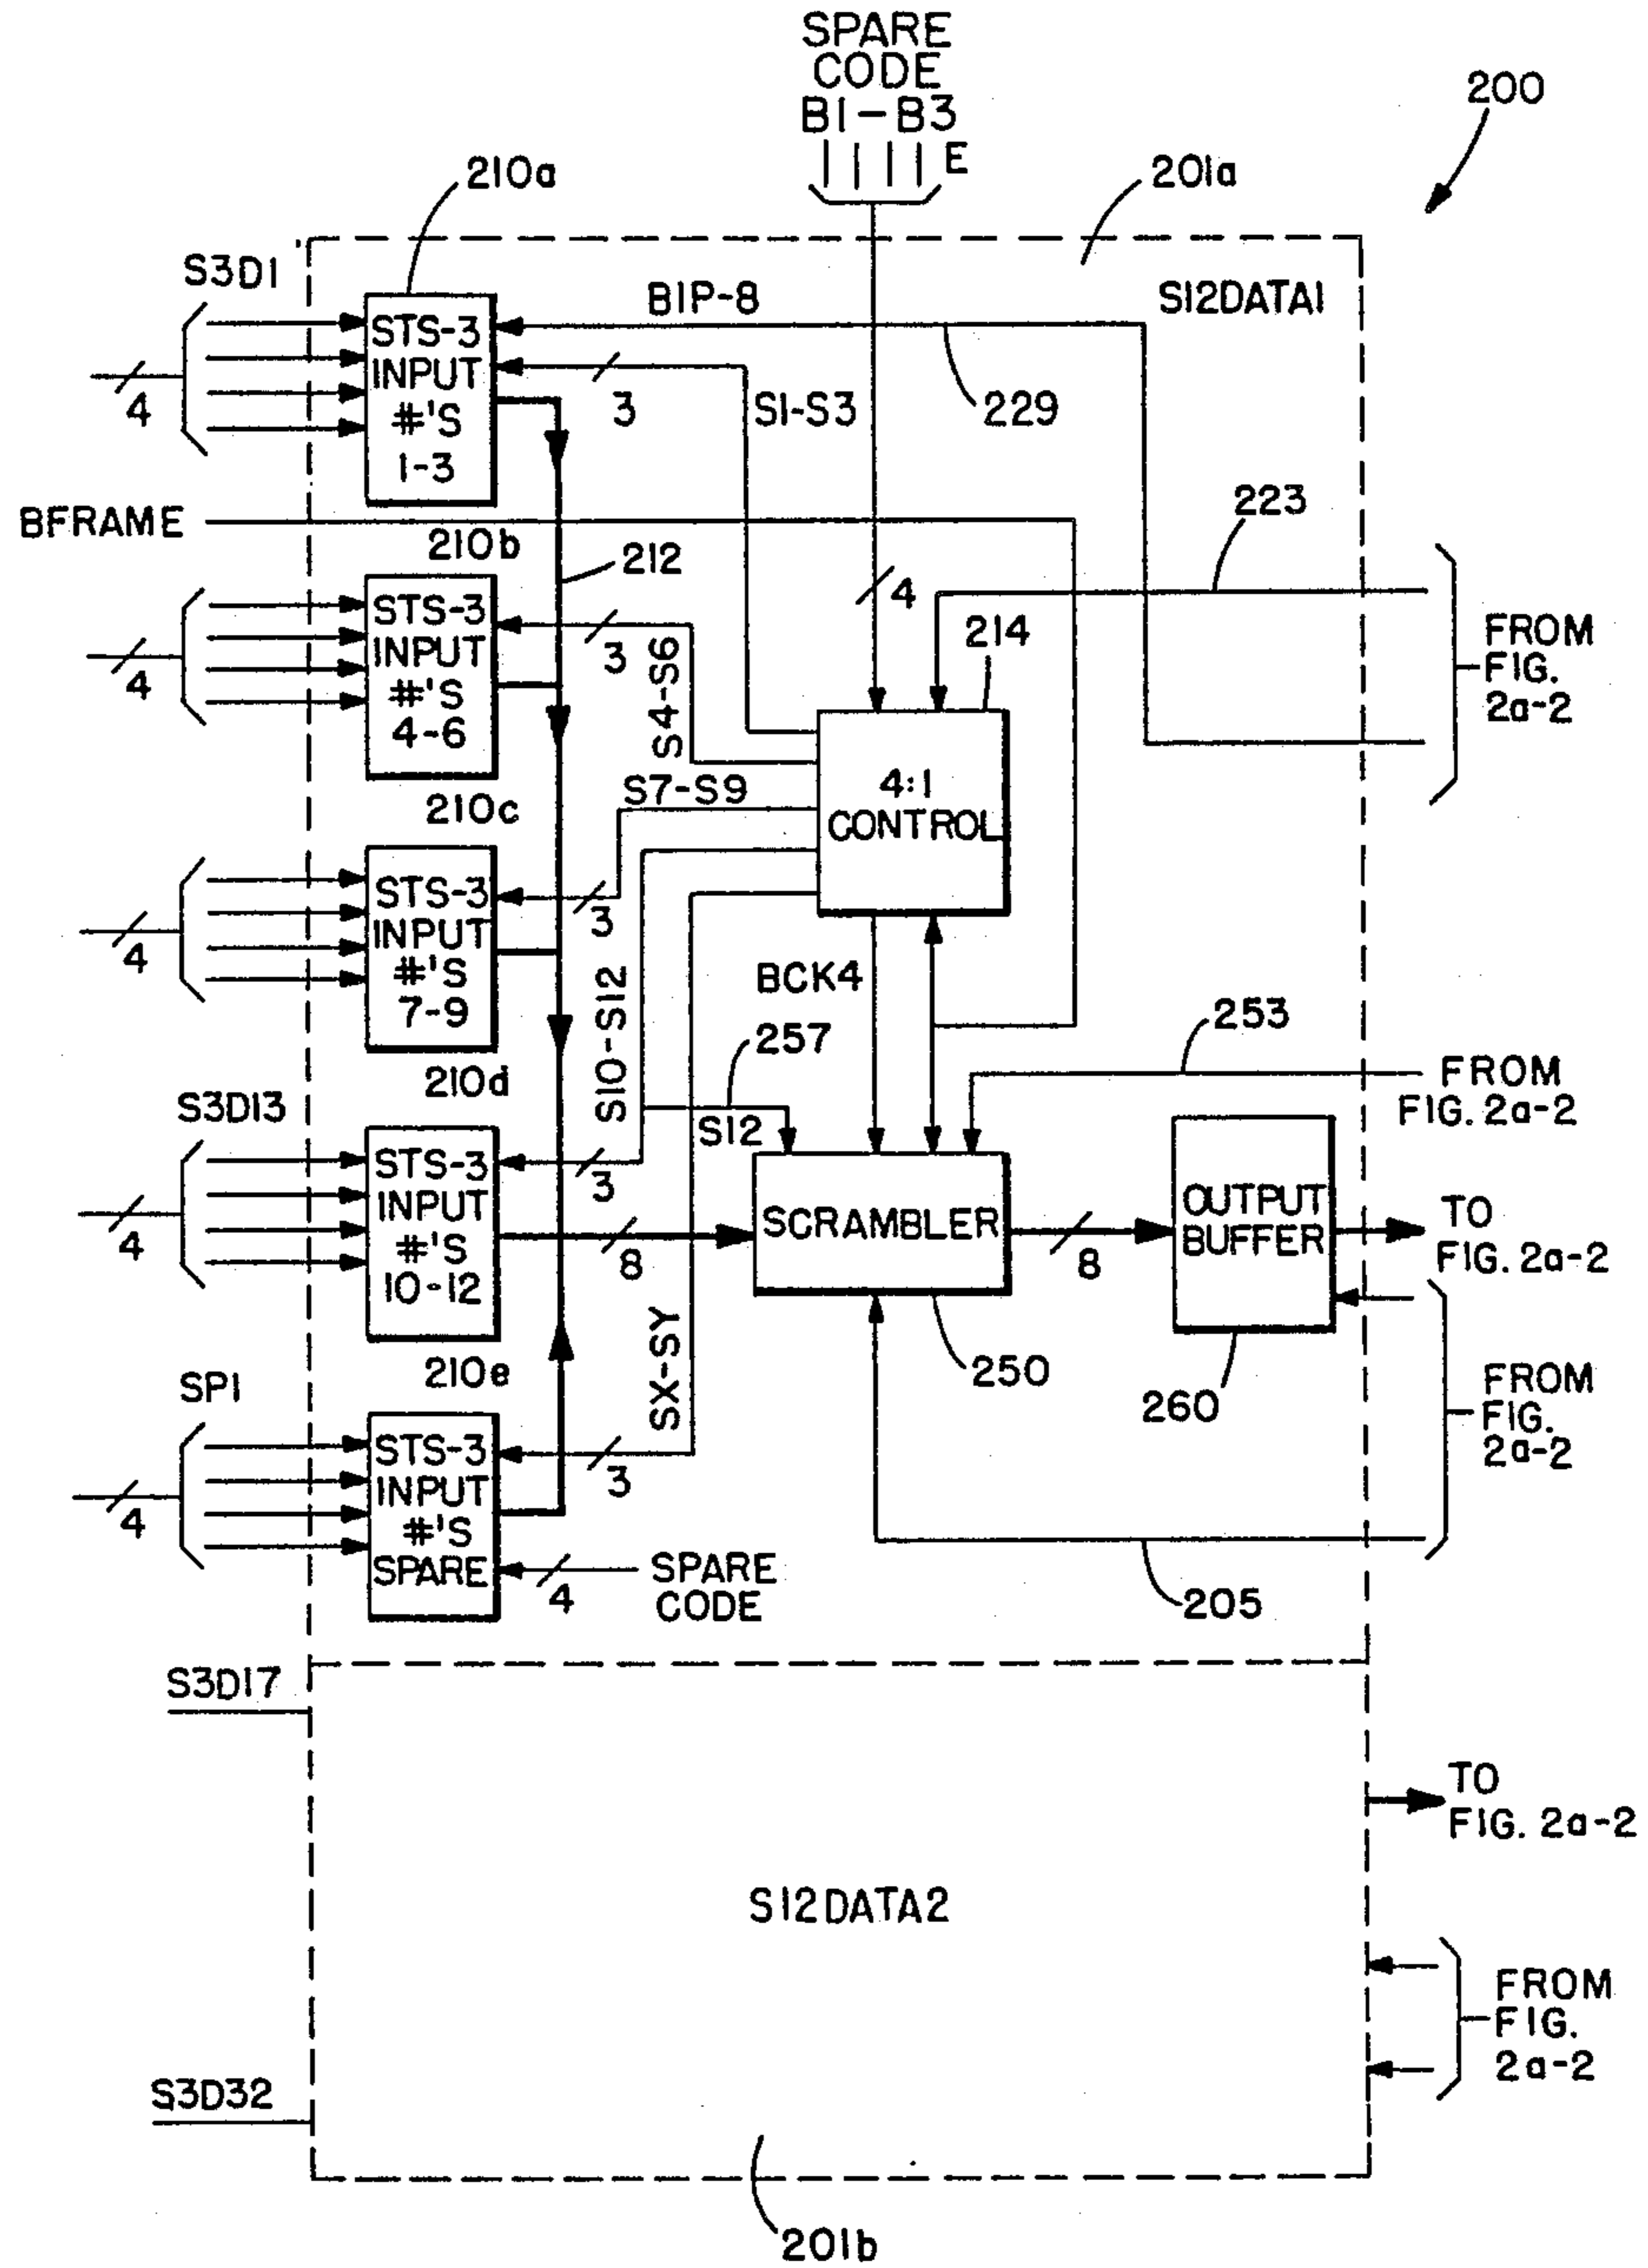 SPARE
CODE
B1-B3
E
200
210a
201a
S3D1
BIP-8
S12DATA1
STS-3
INPUT
#'S
1-3
4
3
S1-S3
229
BFRAME
210b
212
223
4
STS-3
INPUT
#'S
4-6
4
3
S4-S6
214
FROM
FIG.
2a-2
210c
S7-S9
4:1
CONTROL
STS-3
INPUT
#'S
7-9
4
3
S10-S12
BCK4
257
253
210d
S3D13
S12
FROM
FIG. 2a-2
STS-3
INPUT
#'S
10-12
4
3
8
SCRAMBLER
8
OUTPUT
BUFFER
TO
FIG. 2a-2
210e
SX-SY
250
260
FROM
FIG.
2a-2
SP1
STS-3
INPUT
#'S
SPARE
4
3
4
SPARE
CODE
205
S3D17
TO
FIG. 2a-2
S12DATA2
FROM
FIG.
2a-2
S3D32
201b